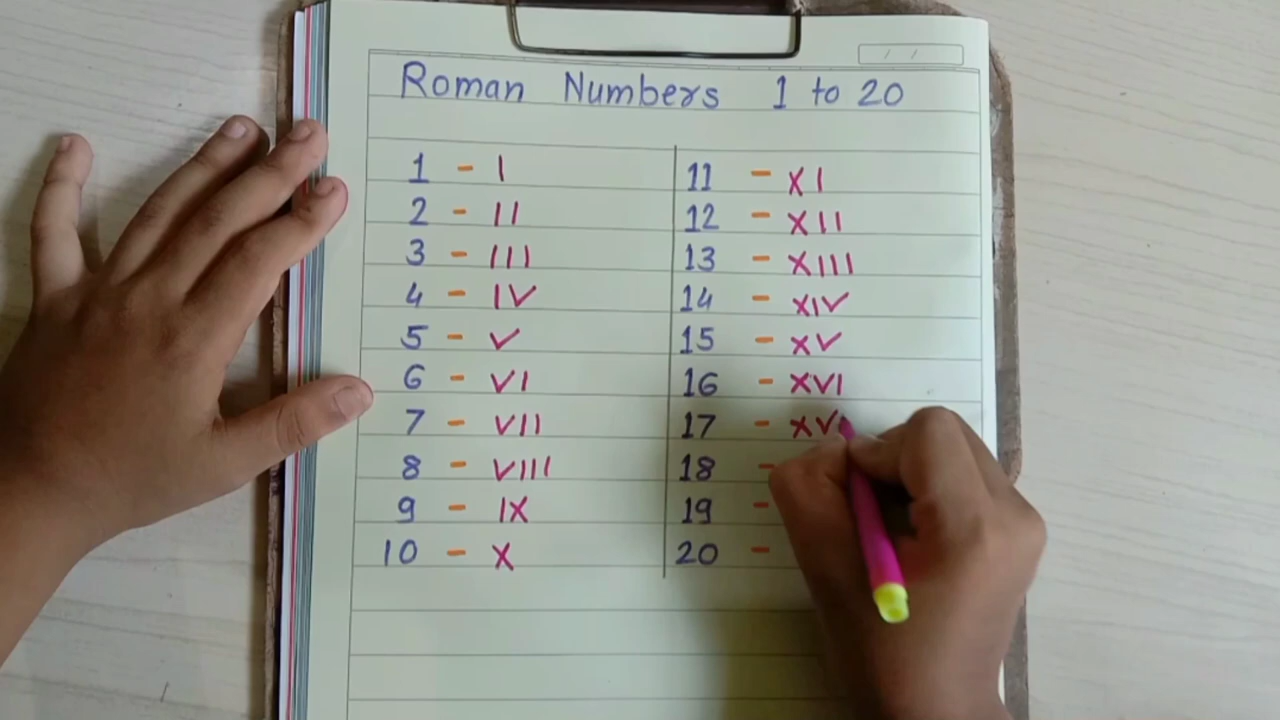 Roman Numbers 1 to 20
1 - I
2 - II
3 - III
4 - IV
5 - V
6 - VI
7 - VII
8 - VIII
9 - IX
10 - X
11 - XI
12 - XII
13 - XIII
14 - XIV
15 - XV
16 - XVI
17 - XVI
18 -
19 -
20 -